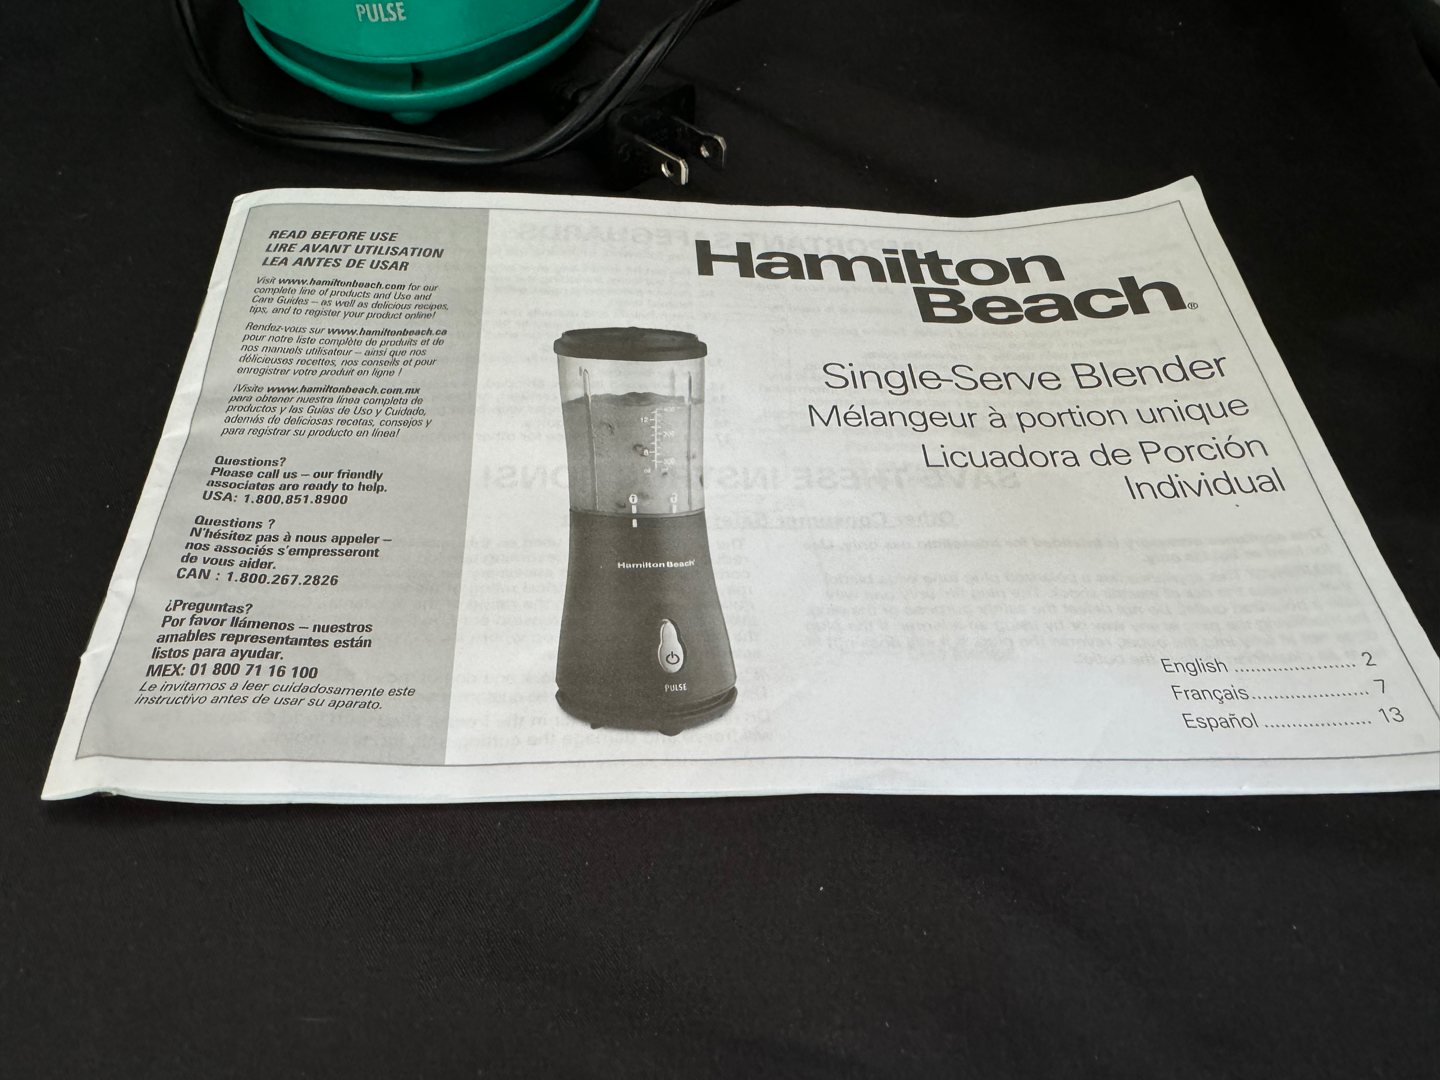 PULSE
READ BEFORE USE
LIRE AVANT UTILISATION
LEA ANTES DE USAR
Visit www.hamiltonbeach.com for our
complete line of products and Use and
Care Guides – as well as delicious recipes,
tips, and to register your product online!
Rendez-vous sur www.hamiltonbeach.ca
pour notre liste complète de produits et de
nos manuels utilisateur – ainsi que nos
délicieuses recettes, nos conseils et pour
enregistrer votre produit en ligne !
¡Visite www.hamiltonbeach.com.mx
para obtener nuestra línea completa de
productos y las Guías de Uso y Cuidado,
además de deliciosas recetas, consejos y
para registrar su producto en línea!
Questions?
Please call us – our friendly
associates are ready to help.
USA: 1.800.851.8900
Questions ?
N'hésitez pas à nous appeler –
nos associés s'empresseront
de vous aider.
CAN : 1.800.267.2826
¿Preguntas?
Por favor llámenos – nuestros
amables representantes están
listos para ayudar.
MEX: 01 800 71 16 100
Le invitamos a leer cuidadosamente este
instructivo antes de usar su aparato.
Hamilton
Beach®
Single-Serve Blender
Mélangeur à portion unique
Licuadora de Porción
Individual
Hamilton Beach
PULSE
English ..................... 2
Français.................... 7
Español ................... 13